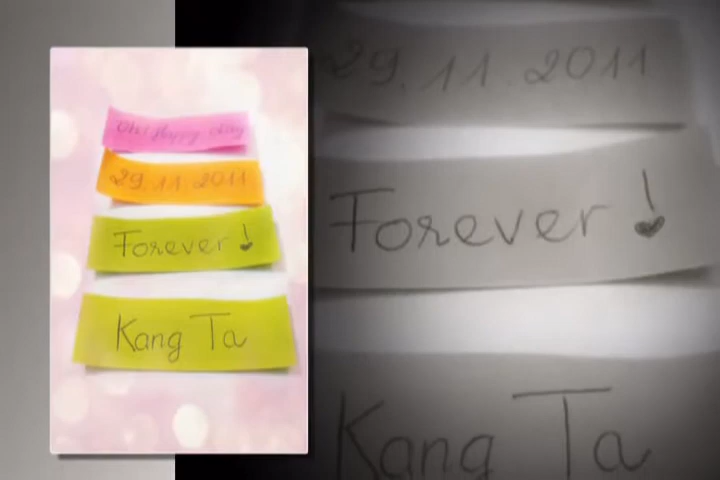 Oh! Happy day
29.11.2011
Forever!
Kang Ta
29.11.2011
Forever!
Kang Ta